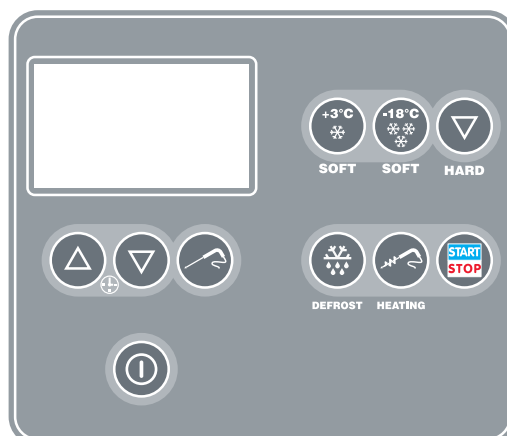 +3°C -18°C
SOFT SOFT HARD
START
STOP
DEFROST HEATING